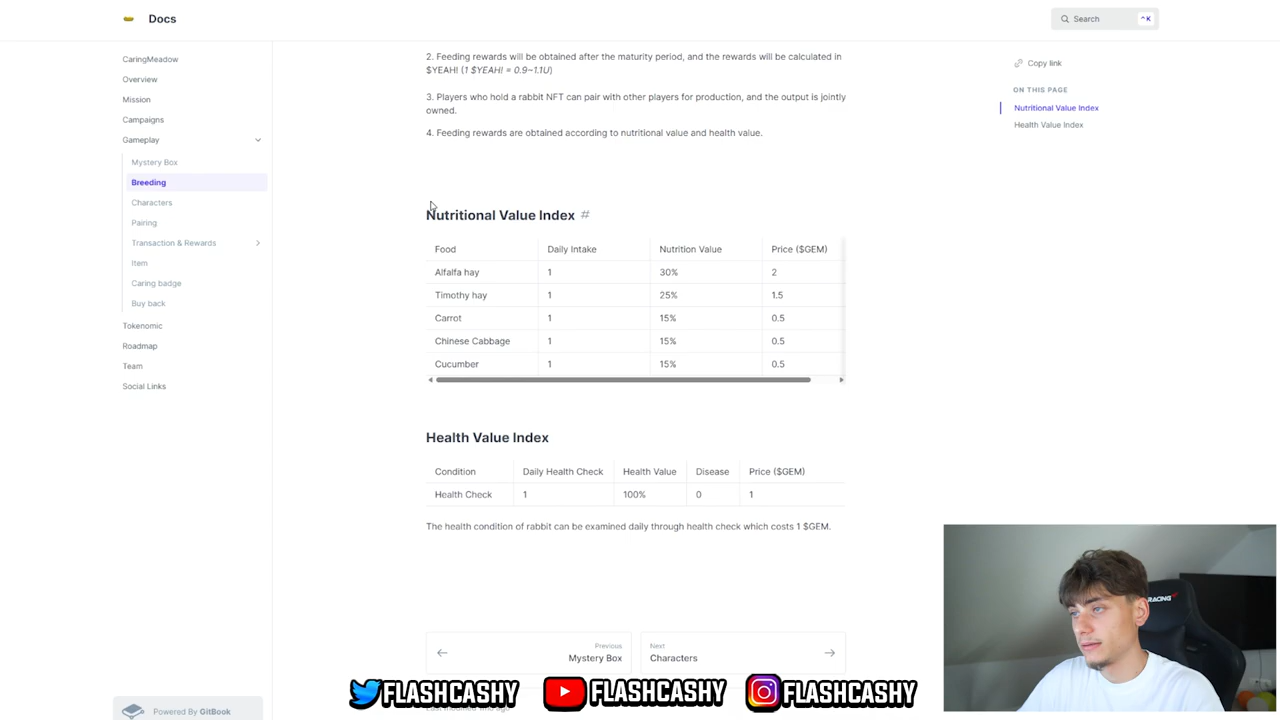 Docs
Search
^K
CaringMeadow
Overview
Mission
Campaigns
Gameplay
Mystery Box
Breeding
Characters
Pairing
Transaction & Rewards
Item
Caring badge
Buy back
Tokenomic
Roadmap
Team
Social Links
Powered By GitBook
2. Feeding rewards will be obtained after the maturity period, and the rewards will be calculated in
$YEAH! (1 $YEAH! = 0.9~1.1U)
3. Players who hold a rabbit NFT can pair with other players for production, and the output is jointly
owned.
4. Feeding rewards are obtained according to nutritional value and health value.
Nutritional Value Index #
Food Daily Intake Nutrition Value Price ($GEM)
Alfalfa hay 1 30% 2
Timothy hay 1 25% 1.5
Carrot 1 15% 0.5
Chinese Cabbage 1 15% 0.5
Cucumber 1 15% 0.5
Health Value Index
Condition Daily Health Check Health Value Disease Price ($GEM)
Health Check 1 100% 0 1
The health condition of rabbit can be examined daily through health check which costs 1 $GEM.
Previous
Mystery Box
Next
Characters
Copy link
ON THIS PAGE
Nutritional Value Index
Health Value Index
RACING
FLASHCASHY FLASHCASHY FLASHCASHY